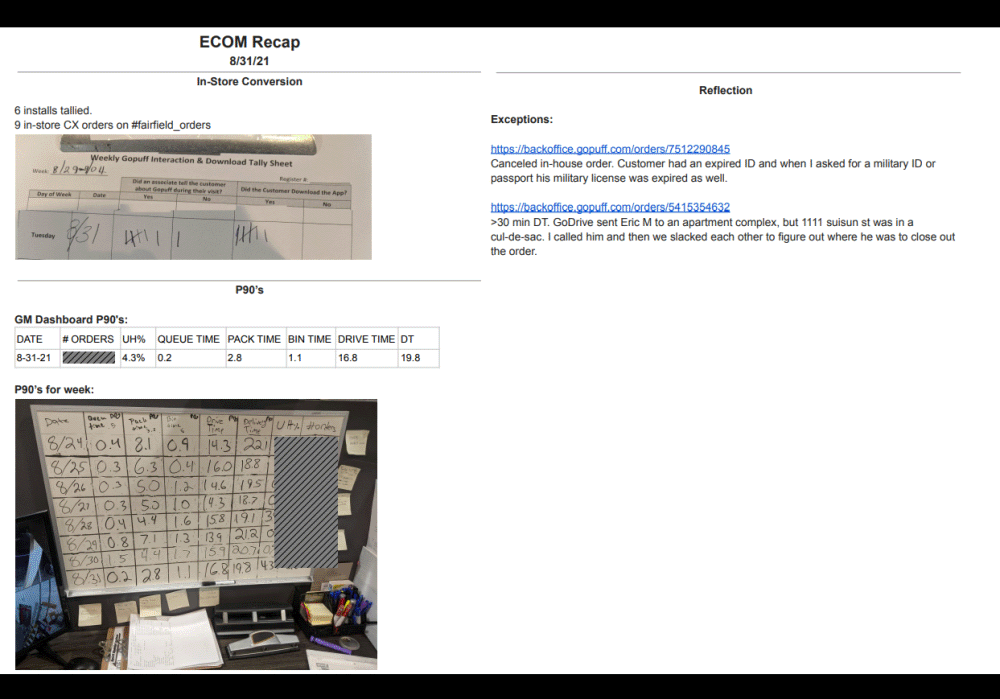 ECOM Recap
8/31/21
In-Store Conversion
6 installs tallied.
9 in-store CX orders on #fairfield_orders
Weekly Gopuff Interaction & Download Tally Sheet
Week: 8/29-9/04
Register #:
Day of Week
Date
Did an associate tell the customer
about Gopuff during their visit?
Yes
No
Did the Customer Download the App?
Yes
No
Tuesday 8/31
P90's
GM Dashboard P90's:
DATE # ORDERS UH% QUEUE TIME PACK TIME BIN TIME DRIVE TIME DT
8-31-21 4.3% 0.2 2.8 1.1 16.8 19.8
P90's for week:
Date Pack Drive Time Delivery Time UH%
8/24 0.4 8.1 0.9 14.3 22.1
8/25 0.3 6.3 0.4 16.0 18.8
8/26 0.3 5.0 1.2 14.6 19.5
0.3 5.0 1.0 14.3 18.7
8/28 0.4 4.4 1.6 15.8 19.1 3
8/29 0.8 7.1 1.3 13.9 21.2
8/30 1.5 4.4 1.7 15.9 20.7
8/31 0.2 28 1.1 16.8 19.8 4.3
Reflection
Exceptions:
https://backoffice.gopuff.com/orders/7512290845
Canceled in-house order. Customer had an expired ID and when I asked for a military ID or
passport his military license was expired as well.
https://backoffice.gopuff.com/orders/5415354632
>30 min DT. GoDrive sent Eric M to an apartment complex, but 1111 suisun st was in a
cul-de-sac. I called him and then we slacked each other to figure out where he was to close out
the order.